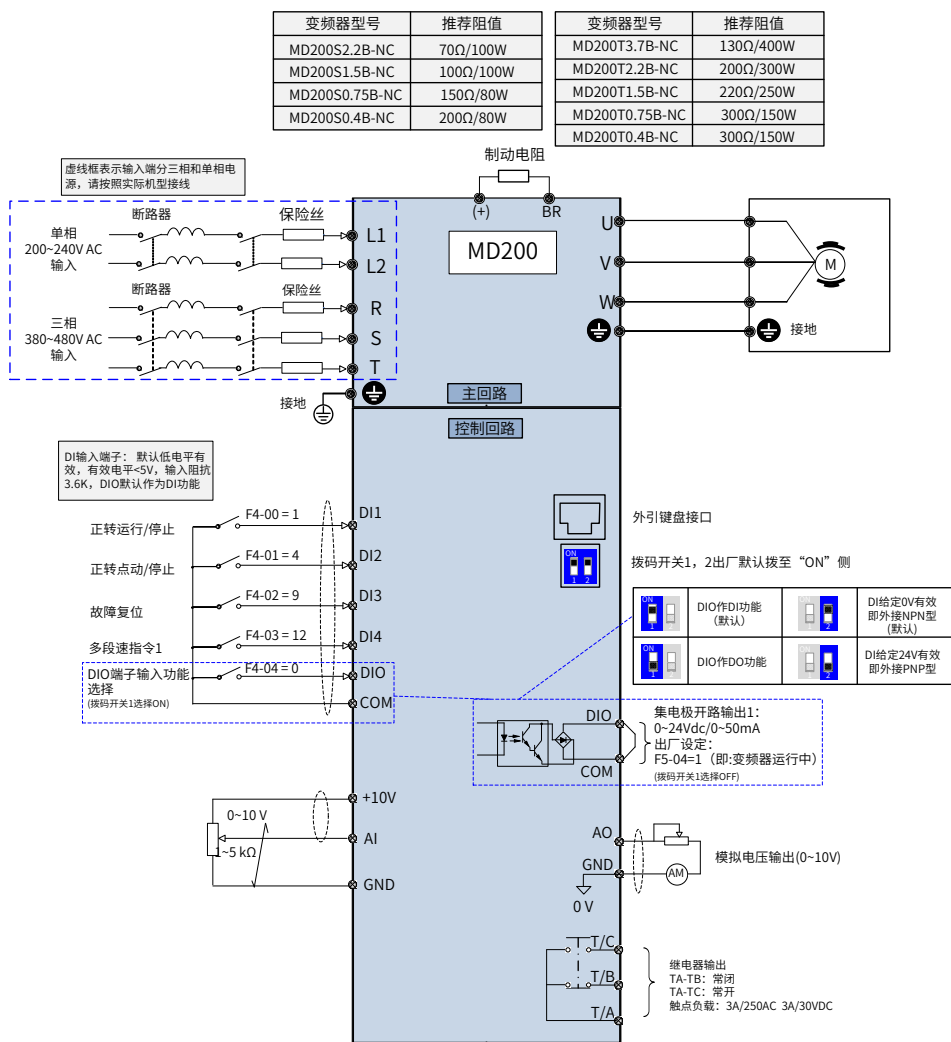 变频器型号 推荐阻值
MD200S2.2B-NC 70Ω/100W
MD200S1.5B-NC 100Ω/100W
MD200S0.75B-NC 150Ω/80W
MD200S0.4B-NC 200Ω/80W
变频器型号 推荐阻值
MD200T3.7B-NC 130Ω/400W
MD200T2.2B-NC 200Ω/300W
MD200T1.5B-NC 220Ω/250W
MD200T0.75B-NC 300Ω/150W
MD200T0.4B-NC 300Ω/150W
制动电阻
(+) BR
虚线框表示输入端分三相和单相电
源，请按照实际机型接线
断路器 保险丝
单相
200~240V AC
输入
L1
L2
断路器 保险丝
三相
380~480V AC
输入
R
S
T
接地
MD200
U
V
W
M
接地
主回路
控制回路
DI输入端子： 默认低电平有
效，有效电平<5V，输入阻抗
3.6K，DIO默认作为DI功能
正转运行/停止 F4-00 = 1 DI1
正转点动/停止 F4-01 = 4 DI2
故障复位 F4-02 = 9 DI3
多段速指令1 F4-03 = 12 DI4
DIO端子输入功能
选择
(拨码开关1选择ON)
F4-04 = 0 DIO
COM
外引键盘接口
ON
1 2
拨码开关1，2出厂默认拨至“ON”侧
ON
1
DIO作DI功能
（默认）
2
DI给定0V有效
即外接NPN型
(默认)
ON
1
DIO作DO功能
2
DI给定24V有效
即外接PNP型
DIO
COM
集电极开路输出1：
0~24Vdc/0~50mA
出厂设定：
F5-04=1（即:变频器运行中）
(拨码开关1选择OFF)
+10V
0~10 V
1~5 kΩ
AI
GND
AO
GND
0 V
AM
模拟电压输出(0~10V)
T/C
T/B
T/A
继电器输出
TA-TB：常闭
TA-TC：常开
触点负载：3A/250AC 3A/30VDC